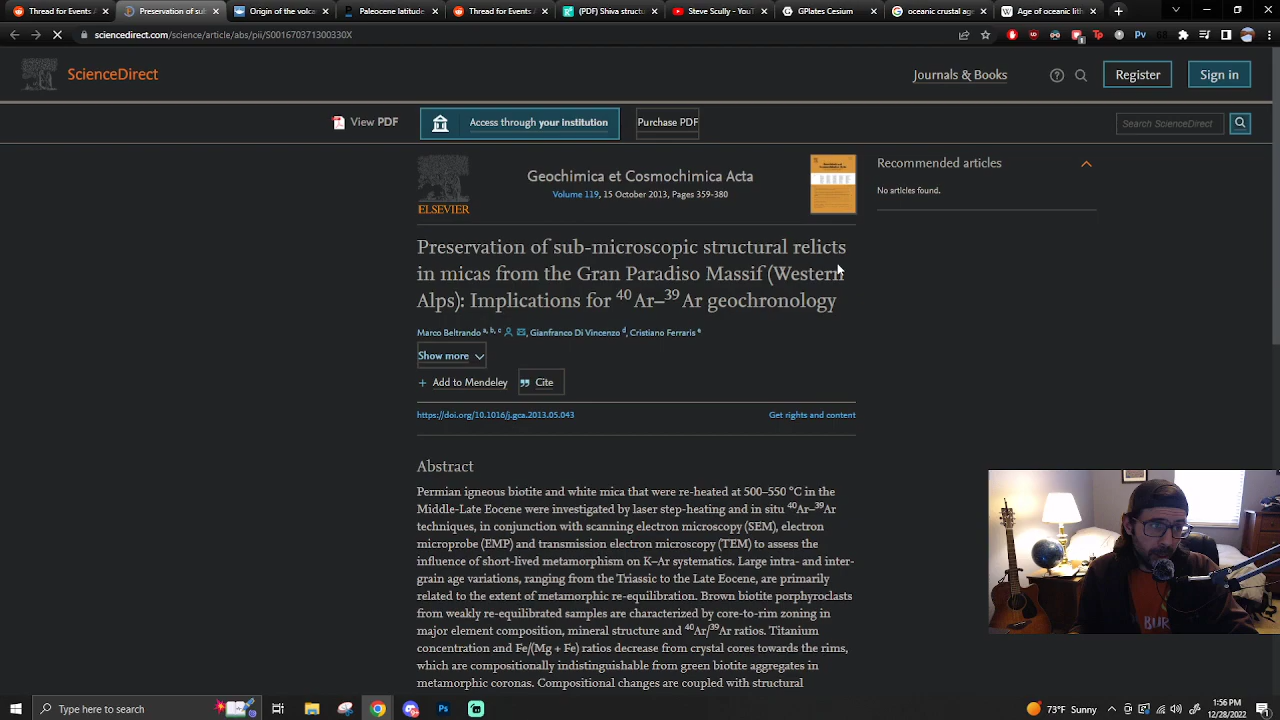 Thread for Events A
Preservation of sub
Origin of the volca
Paleocene latitude
Thread for Events A
(PDF) Shiva structu
Steve Scully - YouT
GPlates Cesium
oceanic crustal age
Age of oceanic lith
sciencedirect.com/science/article/abs/pii/S001670371300330X
ScienceDirect
Journals & Books
Register
Sign in
View PDF
Access through your institution
Purchase PDF
Search ScienceDirect
ELSEVIER
Geochimica et Cosmochimica Acta
Volume 119, 15 October 2013, Pages 359-380
Recommended articles
No articles found.
Preservation of sub-microscopic structural relicts
in micas from the Gran Paradiso Massif (Western
Alps): Implications for 40Ar–39Ar geochronology
Marco Beltrando a, b, c, Gianfranco Di Vincenzo d, Cristiano Ferraris e
Show more
+ Add to Mendeley
Cite
https://doi.org/10.1016/j.gca.2013.05.043
Get rights and content
Abstract
Permian igneous biotite and white mica that were re-heated at 500–550 °C in the
Middle-Late Eocene were investigated by laser step-heating and in situ 40Ar–39Ar
techniques, in conjunction with scanning electron microscopy (SEM), electron
microprobe (EMP) and transmission electron microscopy (TEM) to assess the
influence of short-lived metamorphism on K–Ar systematics. Large intra- and inter-
grain age variations, ranging from the Triassic to the Late Eocene, are primarily
related to the extent of metamorphic re-equilibration. Brown biotite porphyroclasts
from weakly re-equilibrated samples are characterized by core-to-rim zoning in
major element composition, mineral structure and 40Ar/39Ar ratios. Titanium
concentration and Fe/(Mg + Fe) ratios decrease from crystal cores towards the rims,
which are compositionally indistinguishable from green biotite aggregates in
metamorphic coronas. Compositional changes are coupled with structural
BUR
Type here to search
73°F Sunny
1:56 PM
12/28/2022